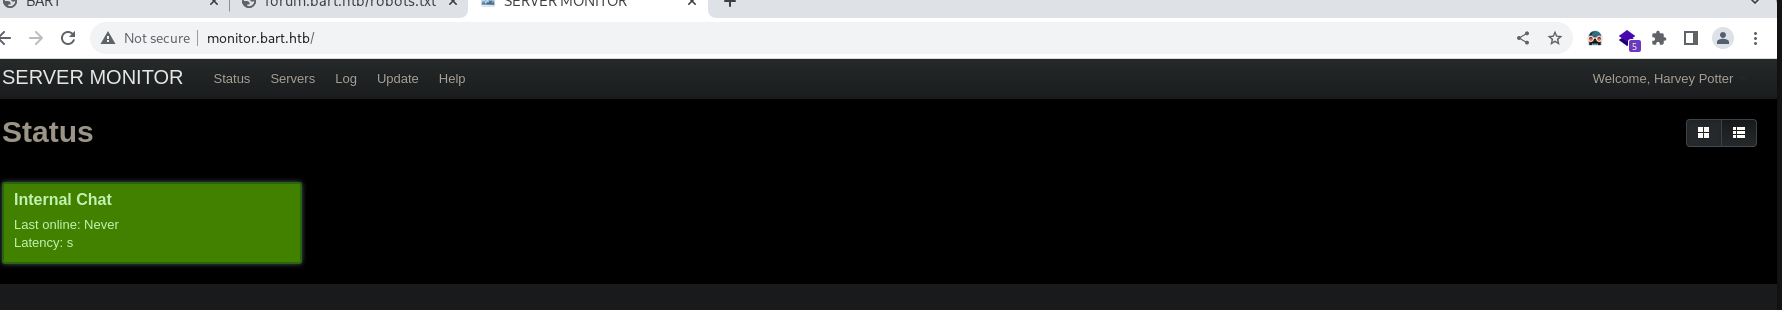 BART forum.bart.htb/robots.txt SERVER MONITOR
Not secure monitor.bart.htb/ 5
SERVER MONITOR Status Servers Log Update Help Welcome, Harvey Potter
Status
Internal Chat
Last online: Never
Latency: s